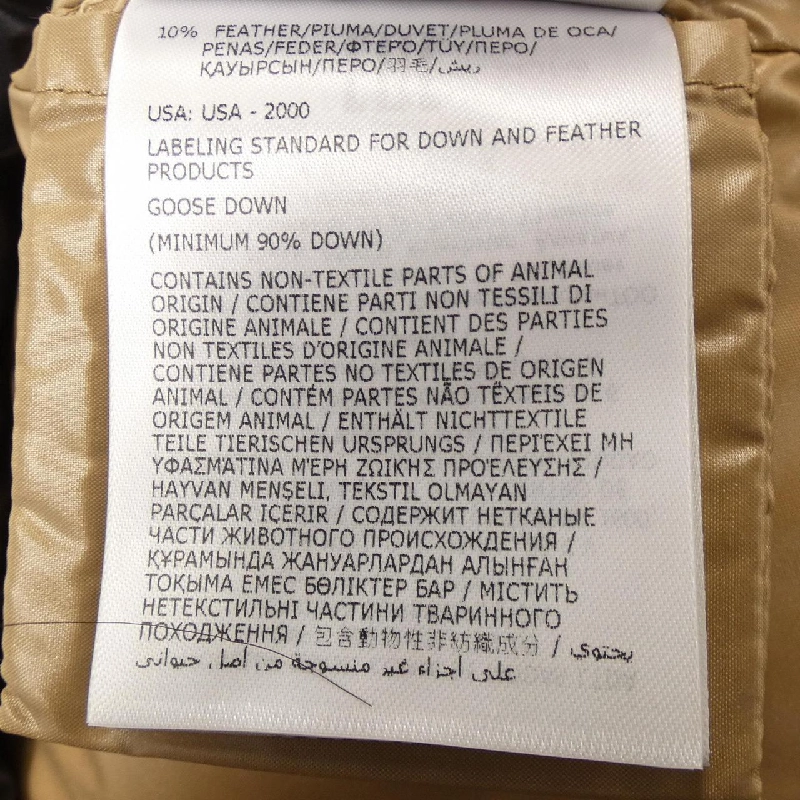 10% FEATHER/PIUMA/DUVET/PLUMA DE OCA/
PENAS/FEDER/ΦΤΕΡΟ/TÜY/ПЕРО/
ҚАУЫРСЫН/ПЕРО/羽毛/ريش
USA: USA - 2000
LABELING STANDARD FOR DOWN AND FEATHER
PRODUCTS
GOOSE DOWN
(MINIMUM 90% DOWN)
CONTAINS NON-TEXTILE PARTS OF ANIMAL
ORIGIN / CONTIENE PARTI NON TESSILI DI
ORIGINE ANIMALE / CONTIENT DES PARTIES
NON TEXTILES D'ORIGINE ANIMALE /
CONTIENE PARTES NO TEXTILES DE ORIGEN
ANIMAL / CONTÉM PARTES NÃO TÊXTEIS DE
ORIGEM ANIMAL / ENTHÄLT NICHTTEXTILE
TEILE TIERISCHEN URSPRUNGS / ΠΕΡΙΈΧΕΙ ΜΗ
ΥΦΑΣΜΆΤΙΝΑ ΜΈΡΗ ΖΩΙΚΉΣ ΠΡΟΈΛΕΥΣΗΣ /
HAYVAN MENŞELI, TEKSTIL OLMAYAN
PARÇALAR IÇERIR / СОДЕРЖИТ НЕТКАНЫЕ
ЧАСТИ ЖИВОТНОГО ПРОИСХОЖДЕНИЯ /
ҚҰРАМЫНДА ЖАНУАРЛАРДАН АЛЫНҒАН
ТОҚЫМА ЕМЕС БӨЛІКТЕР БАР / МІСТИТЬ
НЕТЕКСТИЛЬНІ ЧАСТИНИ ТВАРИННОГО
ПОХОДЖЕННЯ / 包含動物性非紡織成分 / يحتوي
على أجزاء غير منسوجة من أصل حيواني